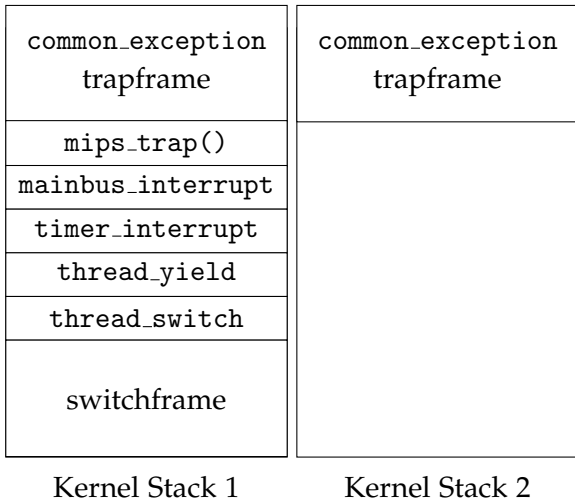 common_exception
trapframe
mips_trap()
mainbus_interrupt
timer_interrupt
thread_yield
thread_switch
switchframe
Kernel Stack 1
common_exception
trapframe
Kernel Stack 2